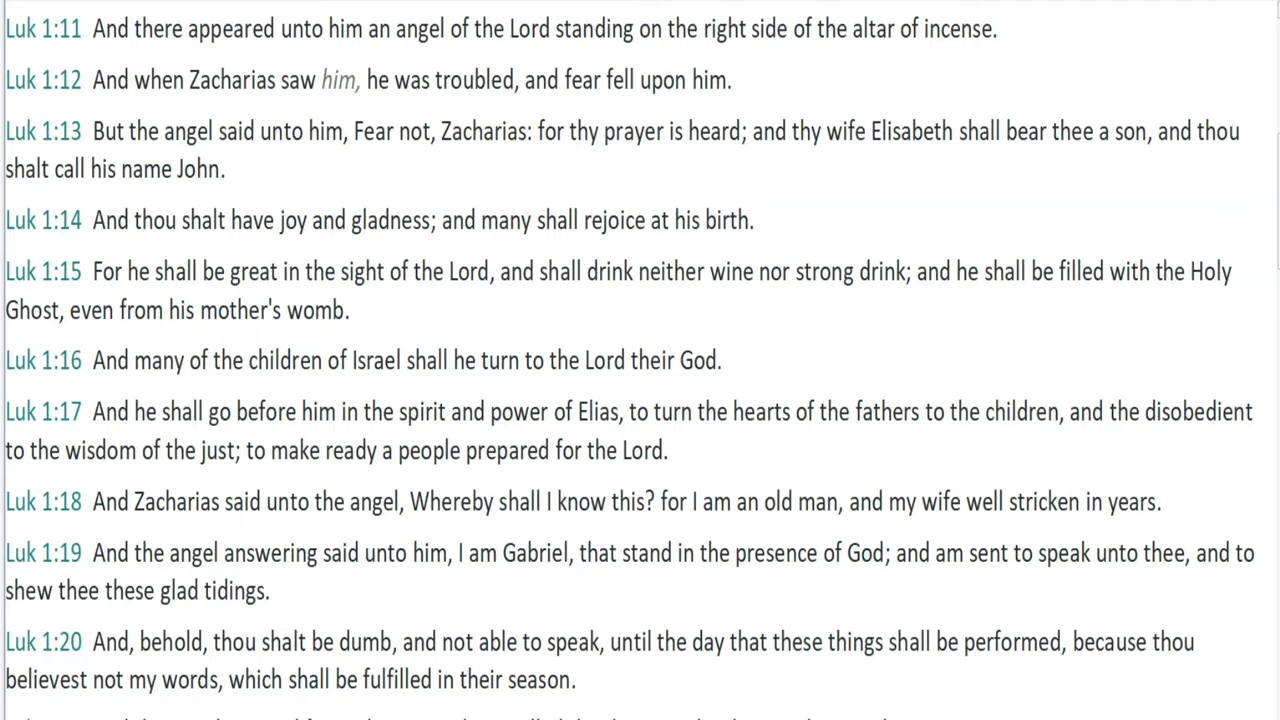 Luk 1:11 And there appeared unto him an angel of the Lord standing on the right side of the altar of incense.
Luk 1:12 And when Zacharias saw him, he was troubled, and fear fell upon him.
Luk 1:13 But the angel said unto him, Fear not, Zacharias: for thy prayer is heard; and thy wife Elisabeth shall bear thee a son, and thou
shalt call his name John.
Luk 1:14 And thou shalt have joy and gladness; and many shall rejoice at his birth.
Luk 1:15 For he shall be great in the sight of the Lord, and shall drink neither wine nor strong drink; and he shall be filled with the Holy
Ghost, even from his mother's womb.
Luk 1:16 And many of the children of Israel shall he turn to the Lord their God.
Luk 1:17 And he shall go before him in the spirit and power of Elias, to turn the hearts of the fathers to the children, and the disobedient
to the wisdom of the just; to make ready a people prepared for the Lord.
Luk 1:18 And Zacharias said unto the angel, Whereby shall I know this? for I am an old man, and my wife well stricken in years.
Luk 1:19 And the angel answering said unto him, I am Gabriel, that stand in the presence of God; and am sent to speak unto thee, and to
shew thee these glad tidings.
Luk 1:20 And, behold, thou shalt be dumb, and not able to speak, until the day that these things shall be performed, because thou
believest not my words, which shall be fulfilled in their season.